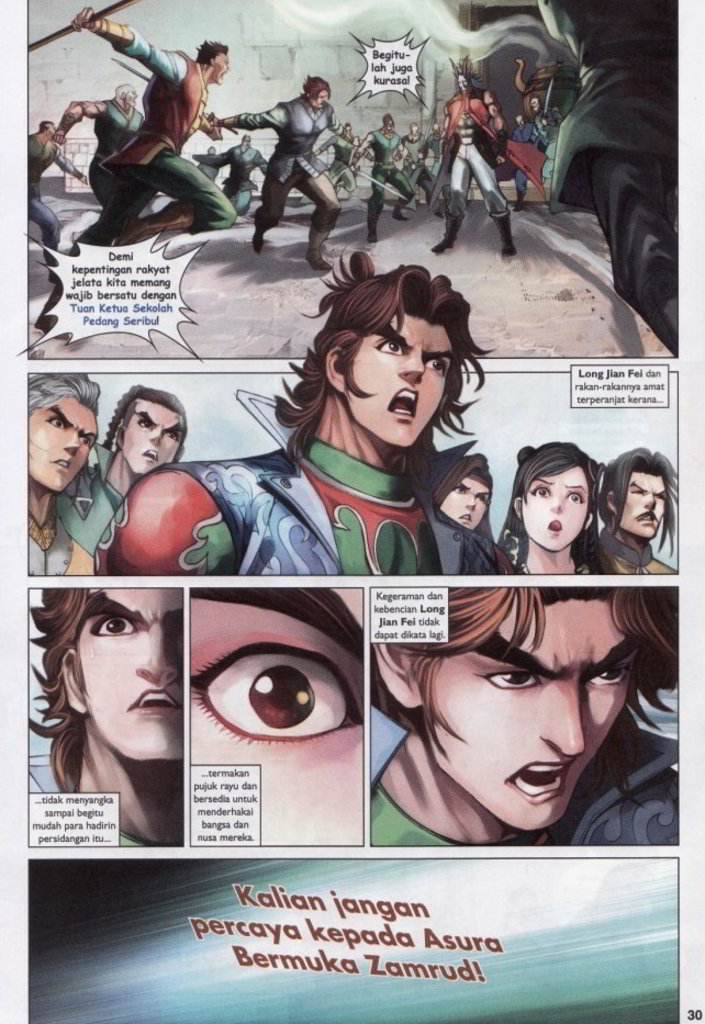 Begitu-
lah juga
kurasa!
Demi
kepentingan rakyat
jelata kita memang
wajib bersatu dengan
Tuan Ketua Sekolah
Pedang Seribu!
Long Jian Fei dan
rakan-rakannya amat
terperanjat kerana...
...tidak menyangka
sampai begitu
mudah para hadirin
persidangan itu...
...termakan
pujuk rayu dan
bersedia untuk
menderhakai
bangsa dan
nusa mereka.
Kegeraman dan
kebencian Long
Jian Fei tidak
dapat dikata lagi.
Kalian jangan
percaya kepada Asura
Bermuka Zamrud!
30